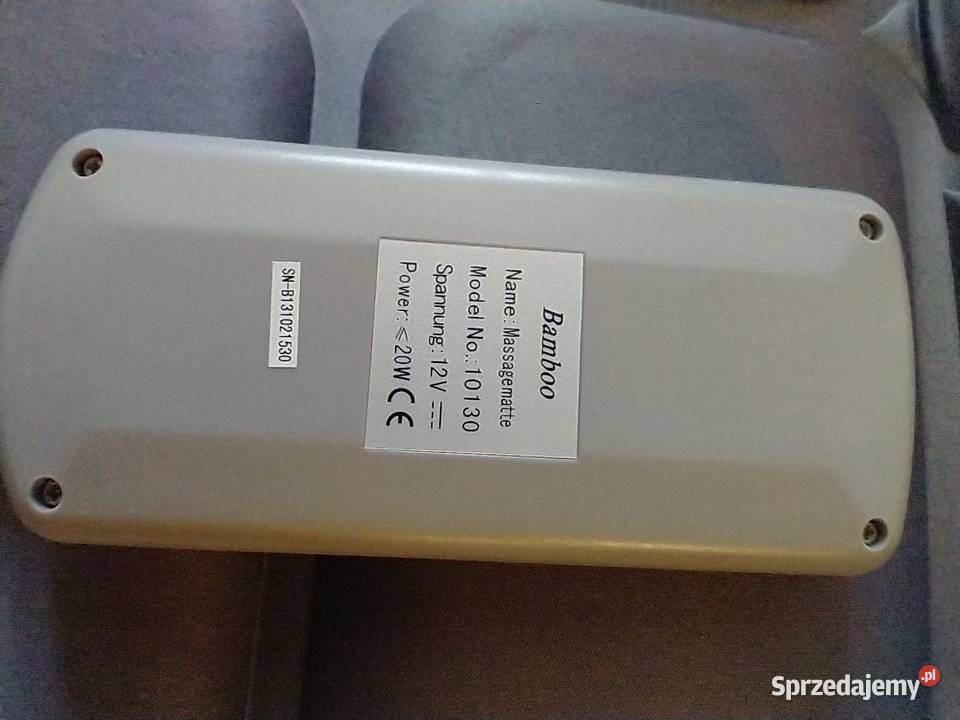 Bamboo
Name: Massagematte
Model No.: 10130
Spannung: 12V ⎓
Power: ≤20W CE
SN-B131021530
Sprzedajemy.pl